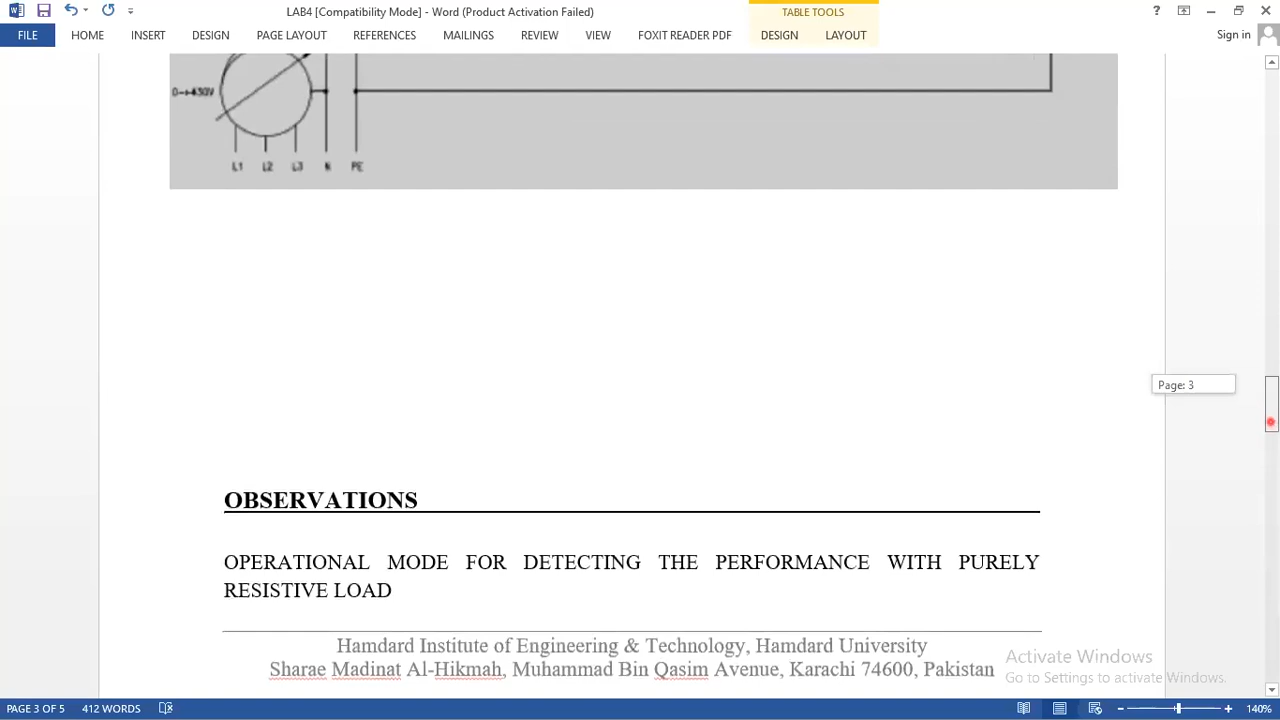 LAB4 [Compatibility Mode] - Word (Product Activation Failed)
TABLE TOOLS
?
FILE HOME INSERT DESIGN PAGE LAYOUT REFERENCES MAILINGS REVIEW VIEW FOXIT READER PDF DESIGN LAYOUT Sign in
0→430V
L1 L2 L3 N PE
Page: 3
OBSERVATIONS
OPERATIONAL MODE FOR DETECTING THE PERFORMANCE WITH PURELY
RESISTIVE LOAD
Hamdard Institute of Engineering & Technology, Hamdard University
Sharae Madinat Al-Hikmah, Muhammad Bin Qasim Avenue, Karachi 74600, Pakistan
Activate Windows
Go to Settings to activate Windows.
PAGE 3 OF 5 412 WORDS 140%